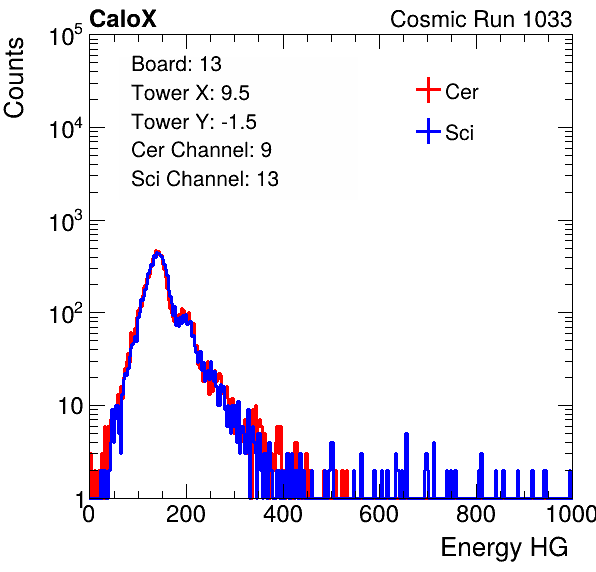 CaloX Cosmic Run 1033
Counts
Board: 13
Tower X: 9.5
Tower Y: -1.5
Cer Channel: 9
Sci Channel: 13
Cer
Sci
10^5
10^4
10^3
10^2
10
1
0 200 400 600 800 1000
Energy HG